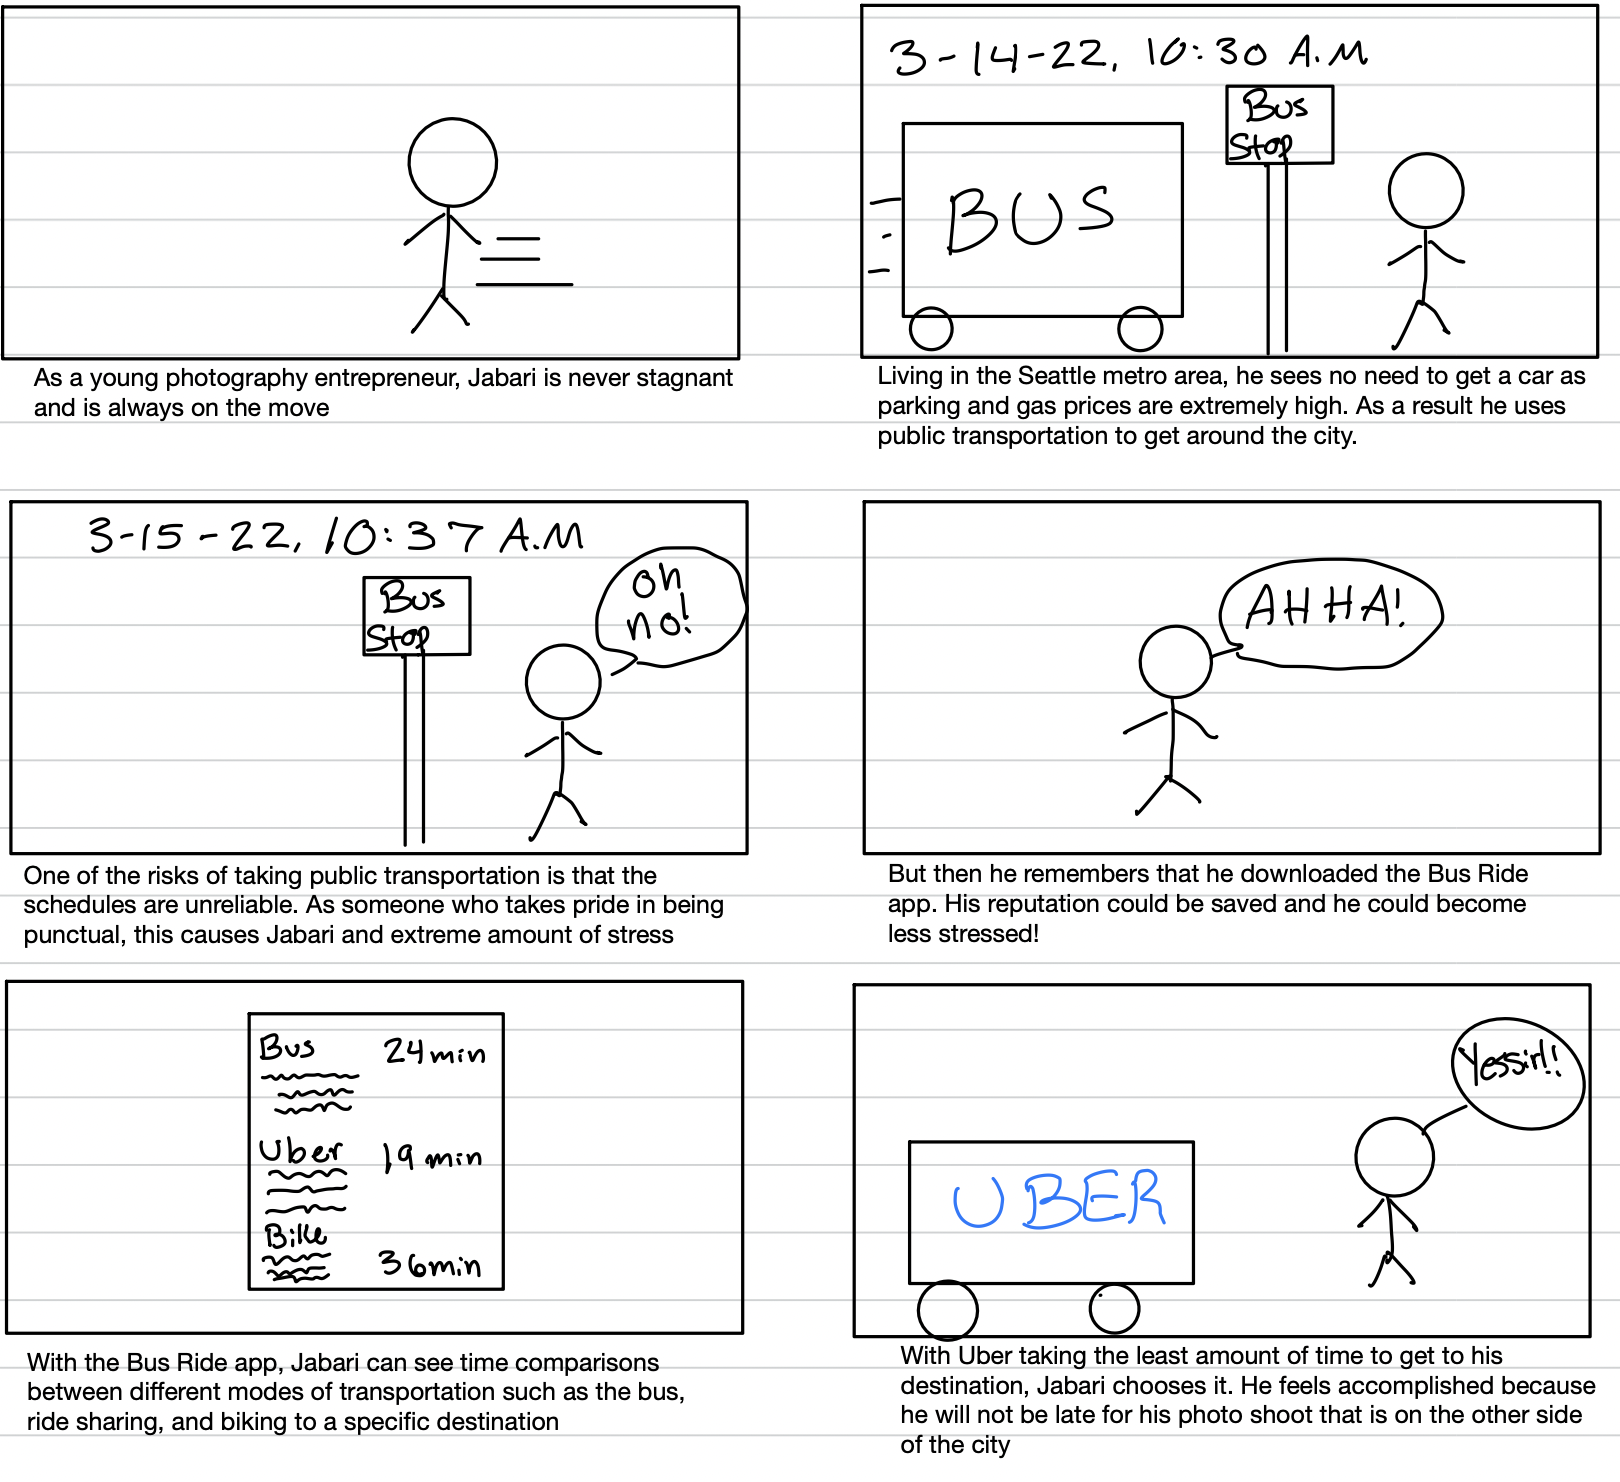 As a young photography entrepreneur, Jabari is never stagnant
and is always on the move
3-14-22, 10:30 A.M
Bus
Stop
BUS
Living in the Seattle metro area, he sees no need to get a car as
parking and gas prices are extremely high. As a result he uses
public transportation to get around the city.
3-15-22, 10:37 A.M
Bus
Stop
oh
no!
One of the risks of taking public transportation is that the
schedules are unreliable. As someone who takes pride in being
punctual, this causes Jabari and extreme amount of stress
AHHA!
But then he remembers that he downloaded the Bus Ride
app. His reputation could be saved and he could become
less stressed!
Bus 24min
Uber 19 min
Bike
36min
With the Bus Ride app, Jabari can see time comparisons
between different modes of transportation such as the bus,
ride sharing, and biking to a specific destination
Yessir!!
UBER
With Uber taking the least amount of time to get to his
destination, Jabari chooses it. He feels accomplished because
he will not be late for his photo shoot that is on the other side
of the city